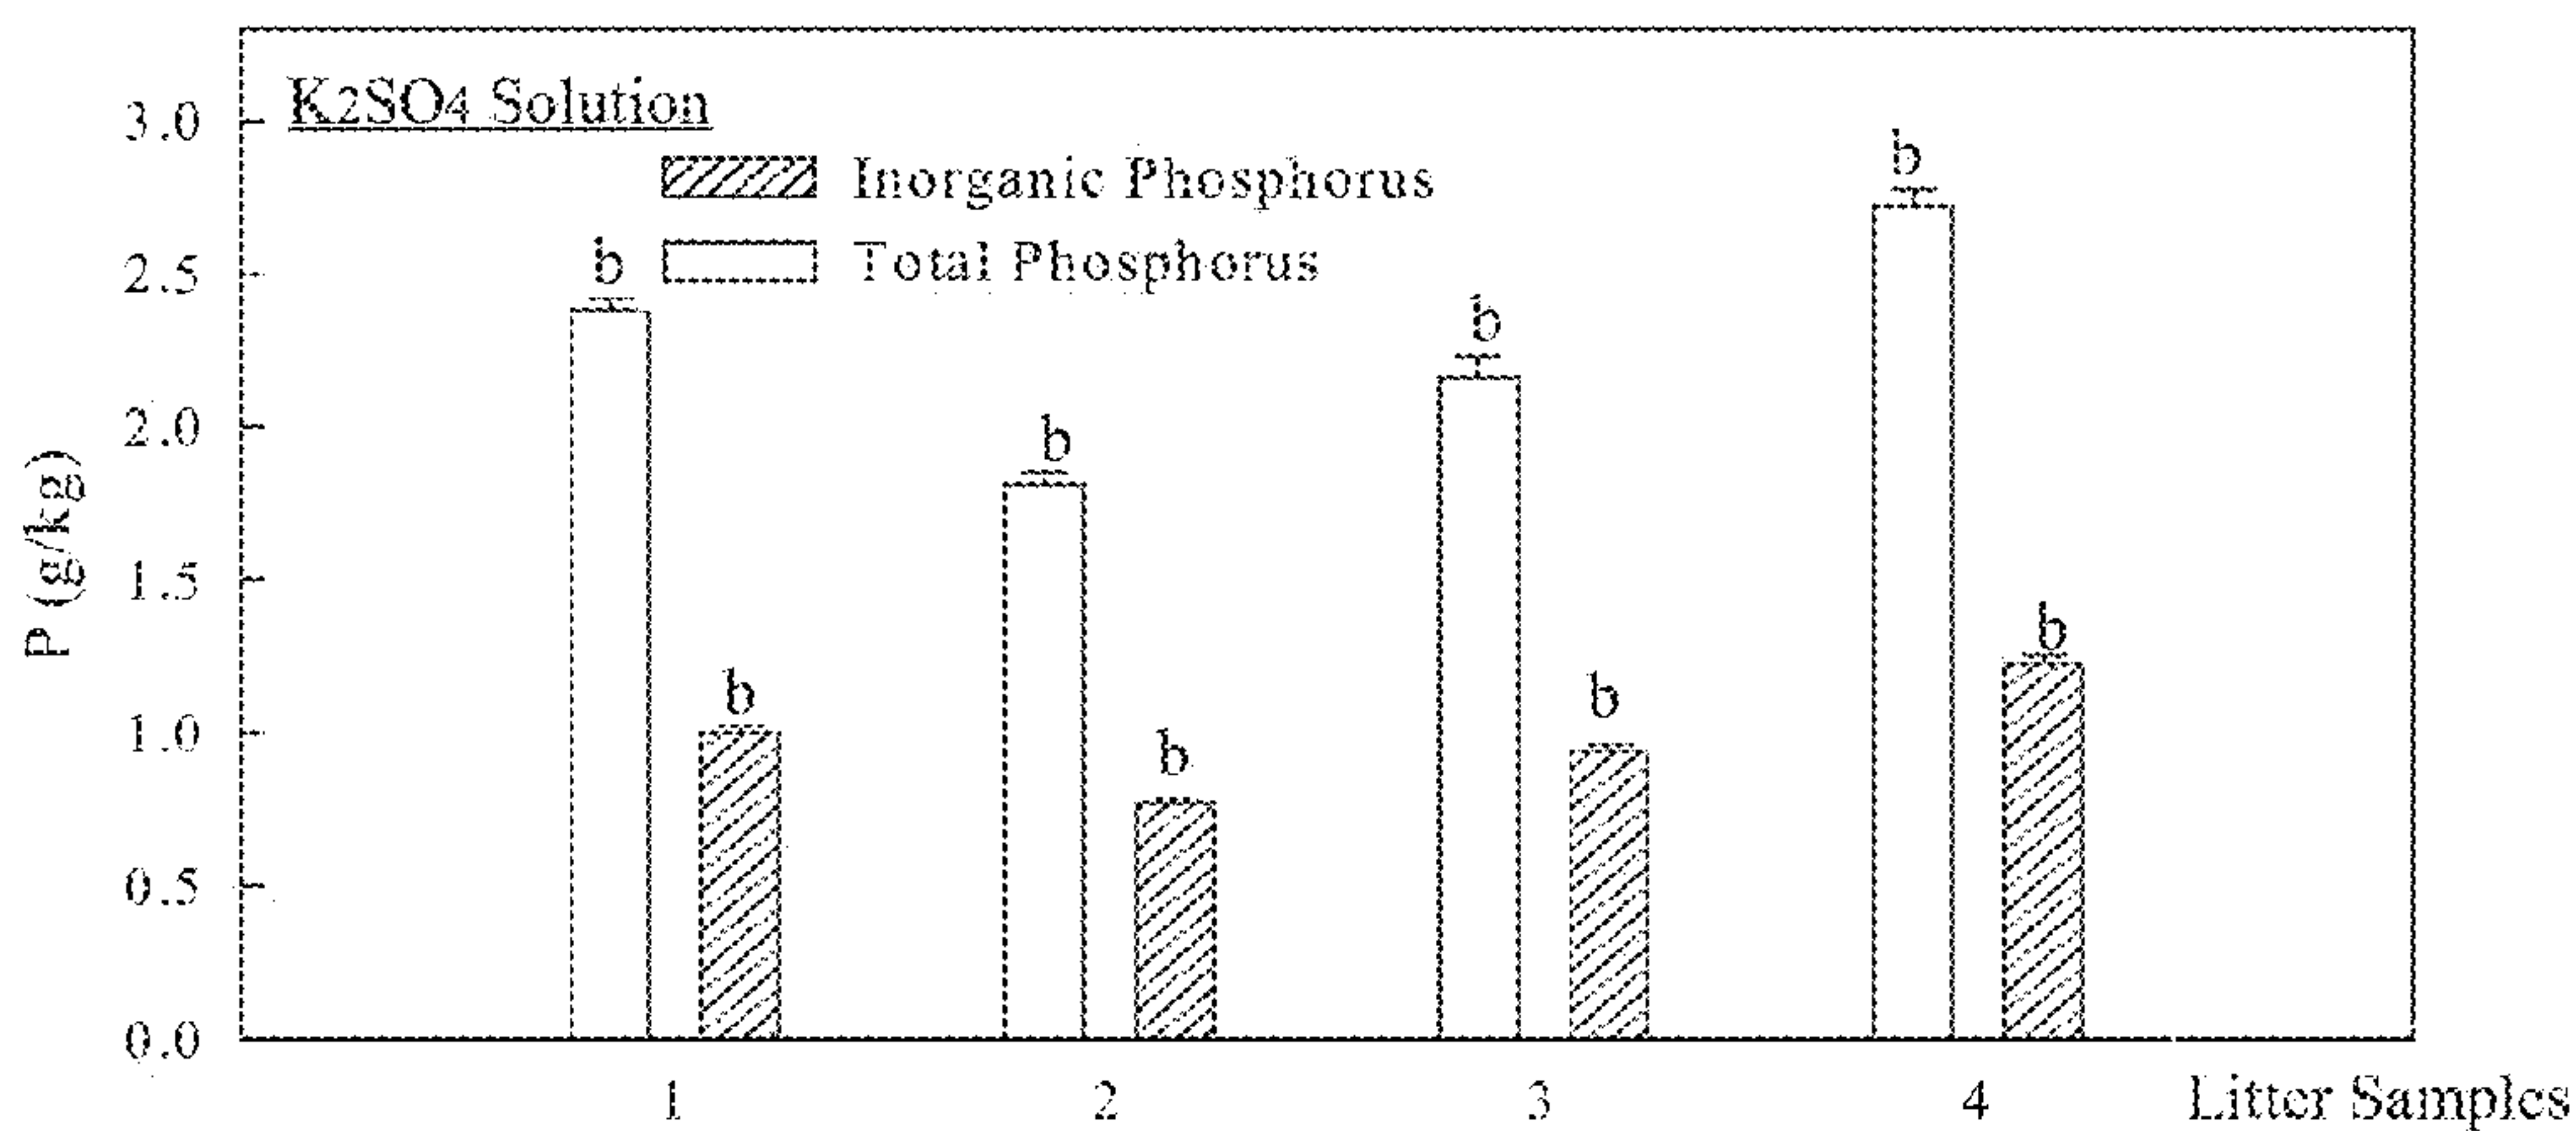 K2SO4 Solution
3.0
Inorganic Phosphorus
b
b
Total Phosphorus
2.5
b
b
2.0
b
P (g/kg)
1.5
b
b
b
1.0
b
0.5
0.0
1 2 3 4 Litter Samples